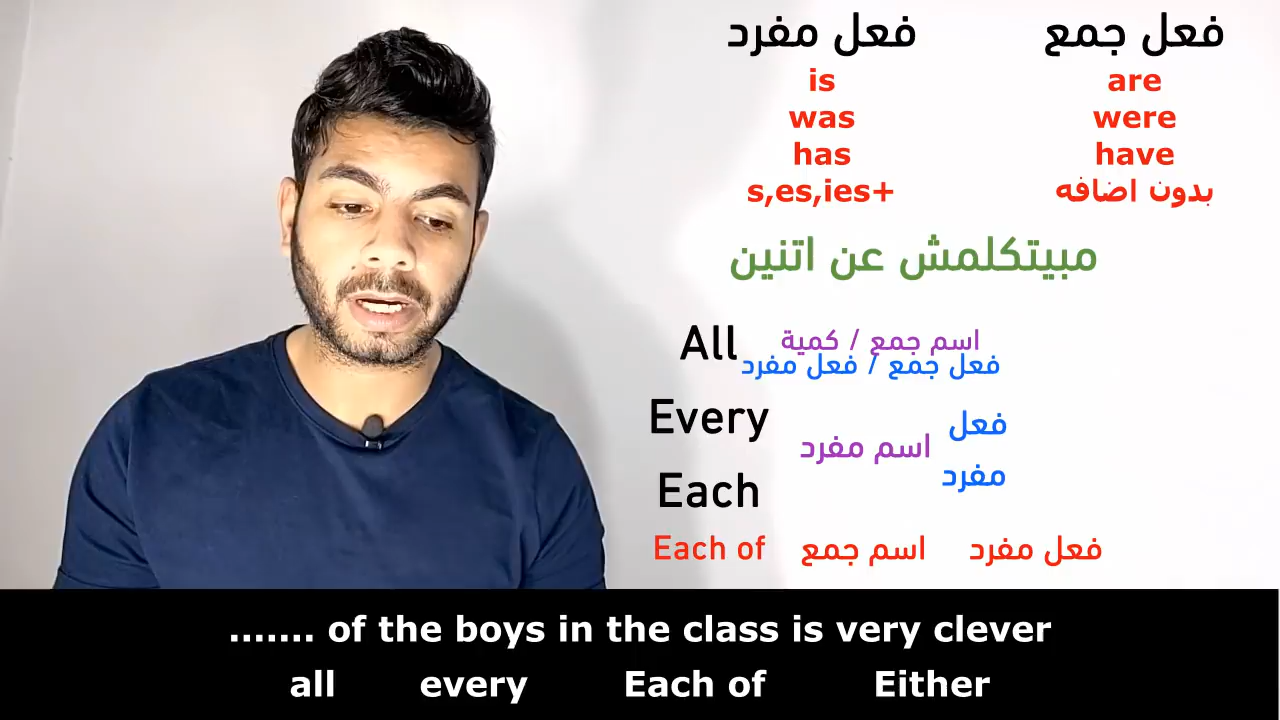 فعل جمع
فعل مفرد
are
is
were
was
have
has
بدون اضافه
s,es,ies+
مبيتكلمش عن اتنين
All اسم جمع / كمية
فعل جمع / فعل مفرد
Every
اسم مفرد
فعل
مفرد
Each
Each of اسم جمع فعل مفرد
....... of the boys in the class is very clever
all every Each of Either